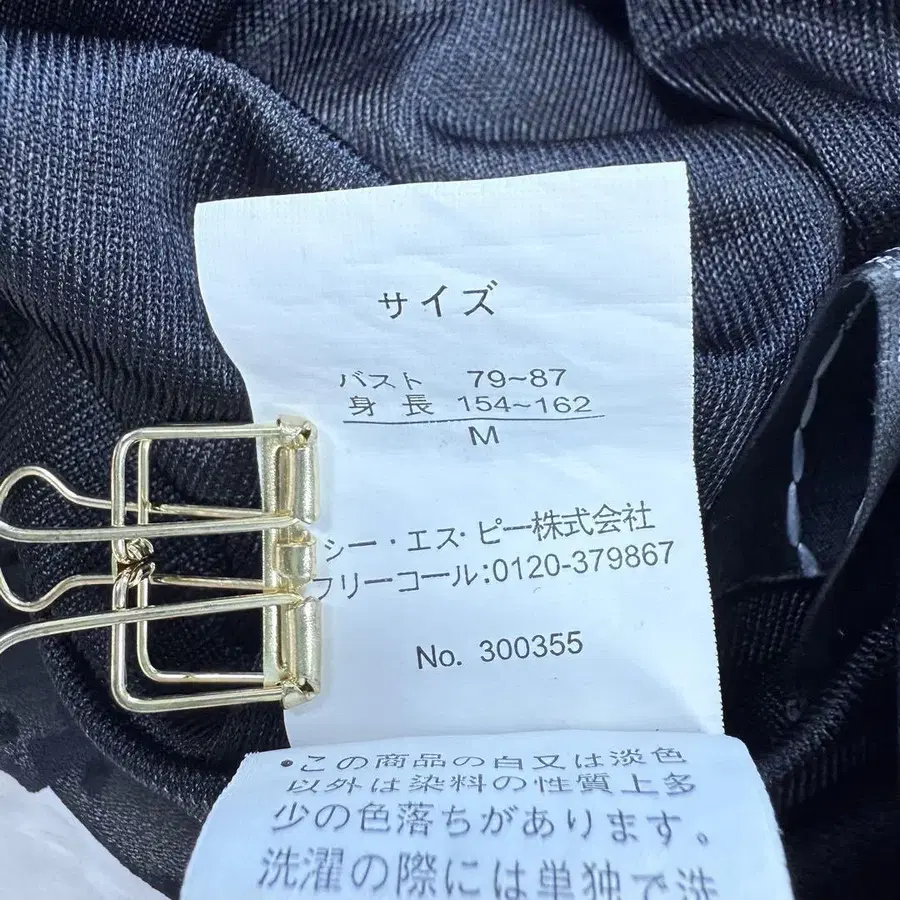 サイズ
バスト 79~87
身長 154~162
M
シー・エス・ピー株式会社
フリーコール:0120-379867
No. 300355
•この商品の白又は淡色
以外は染料の性質上多
少の色落ちがあります。
洗濯の際には単独で洗